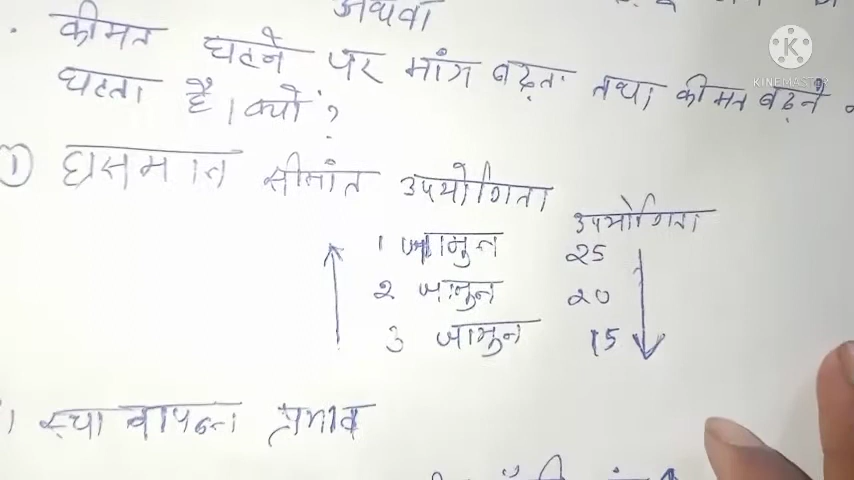 अथवा
कीमत घटने पर मांग बढ़ता तथा कीमत बढ़ने
घटता है। क्यों?
① ह्रासमान सीमांत उपयोगिता
उपयोगिता
1 जामुन 25
2 जामुन 20
3 जामुन 15
प्रभाव
KINEMASTER